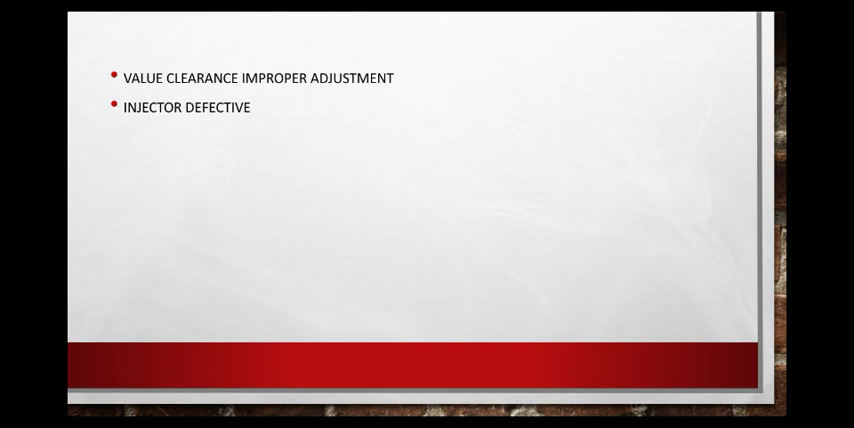 VALUE CLEARANCE IMPROPER ADJUSTMENT
INJECTOR DEFECTIVE